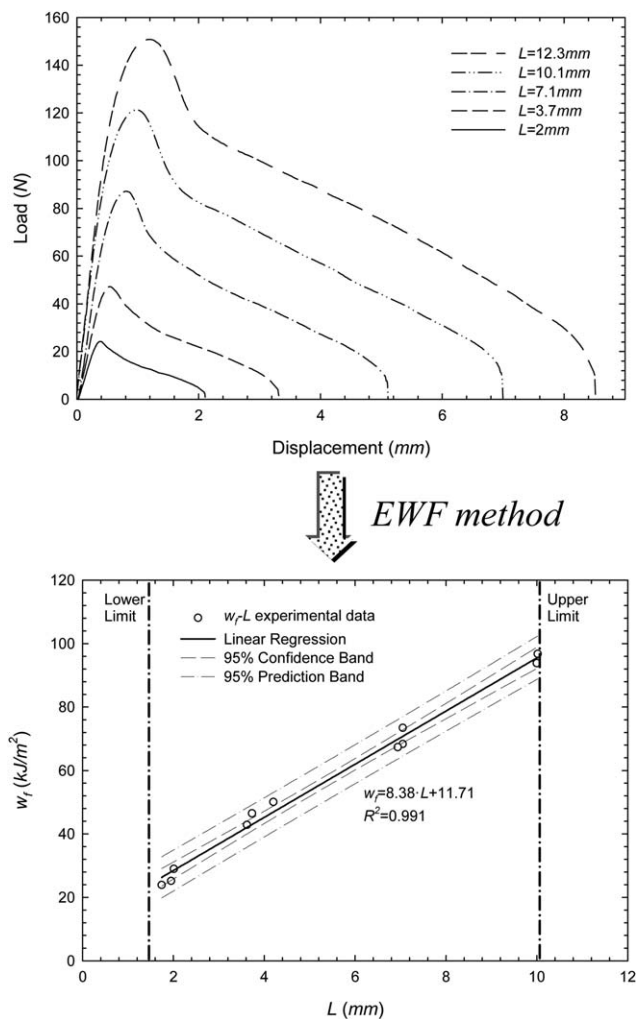 160
140
120
100
80
60
40
20
0
Load (N)
L=12.3mm
L=10.1mm
L=7.1mm
L=3.7mm
L=2mm
0 2 4 6 8
Displacement (mm)
EWF method
120
100
80
60
40
20
0
w_f (kJ/m²)
Lower
Limit
w_f-L experimental data
Linear Regression
95% Confidence Band
95% Prediction Band
Upper
Limit
w_f=8.38·L+11.71
R²=0.991
0 2 4 6 8 10 12
L (mm)